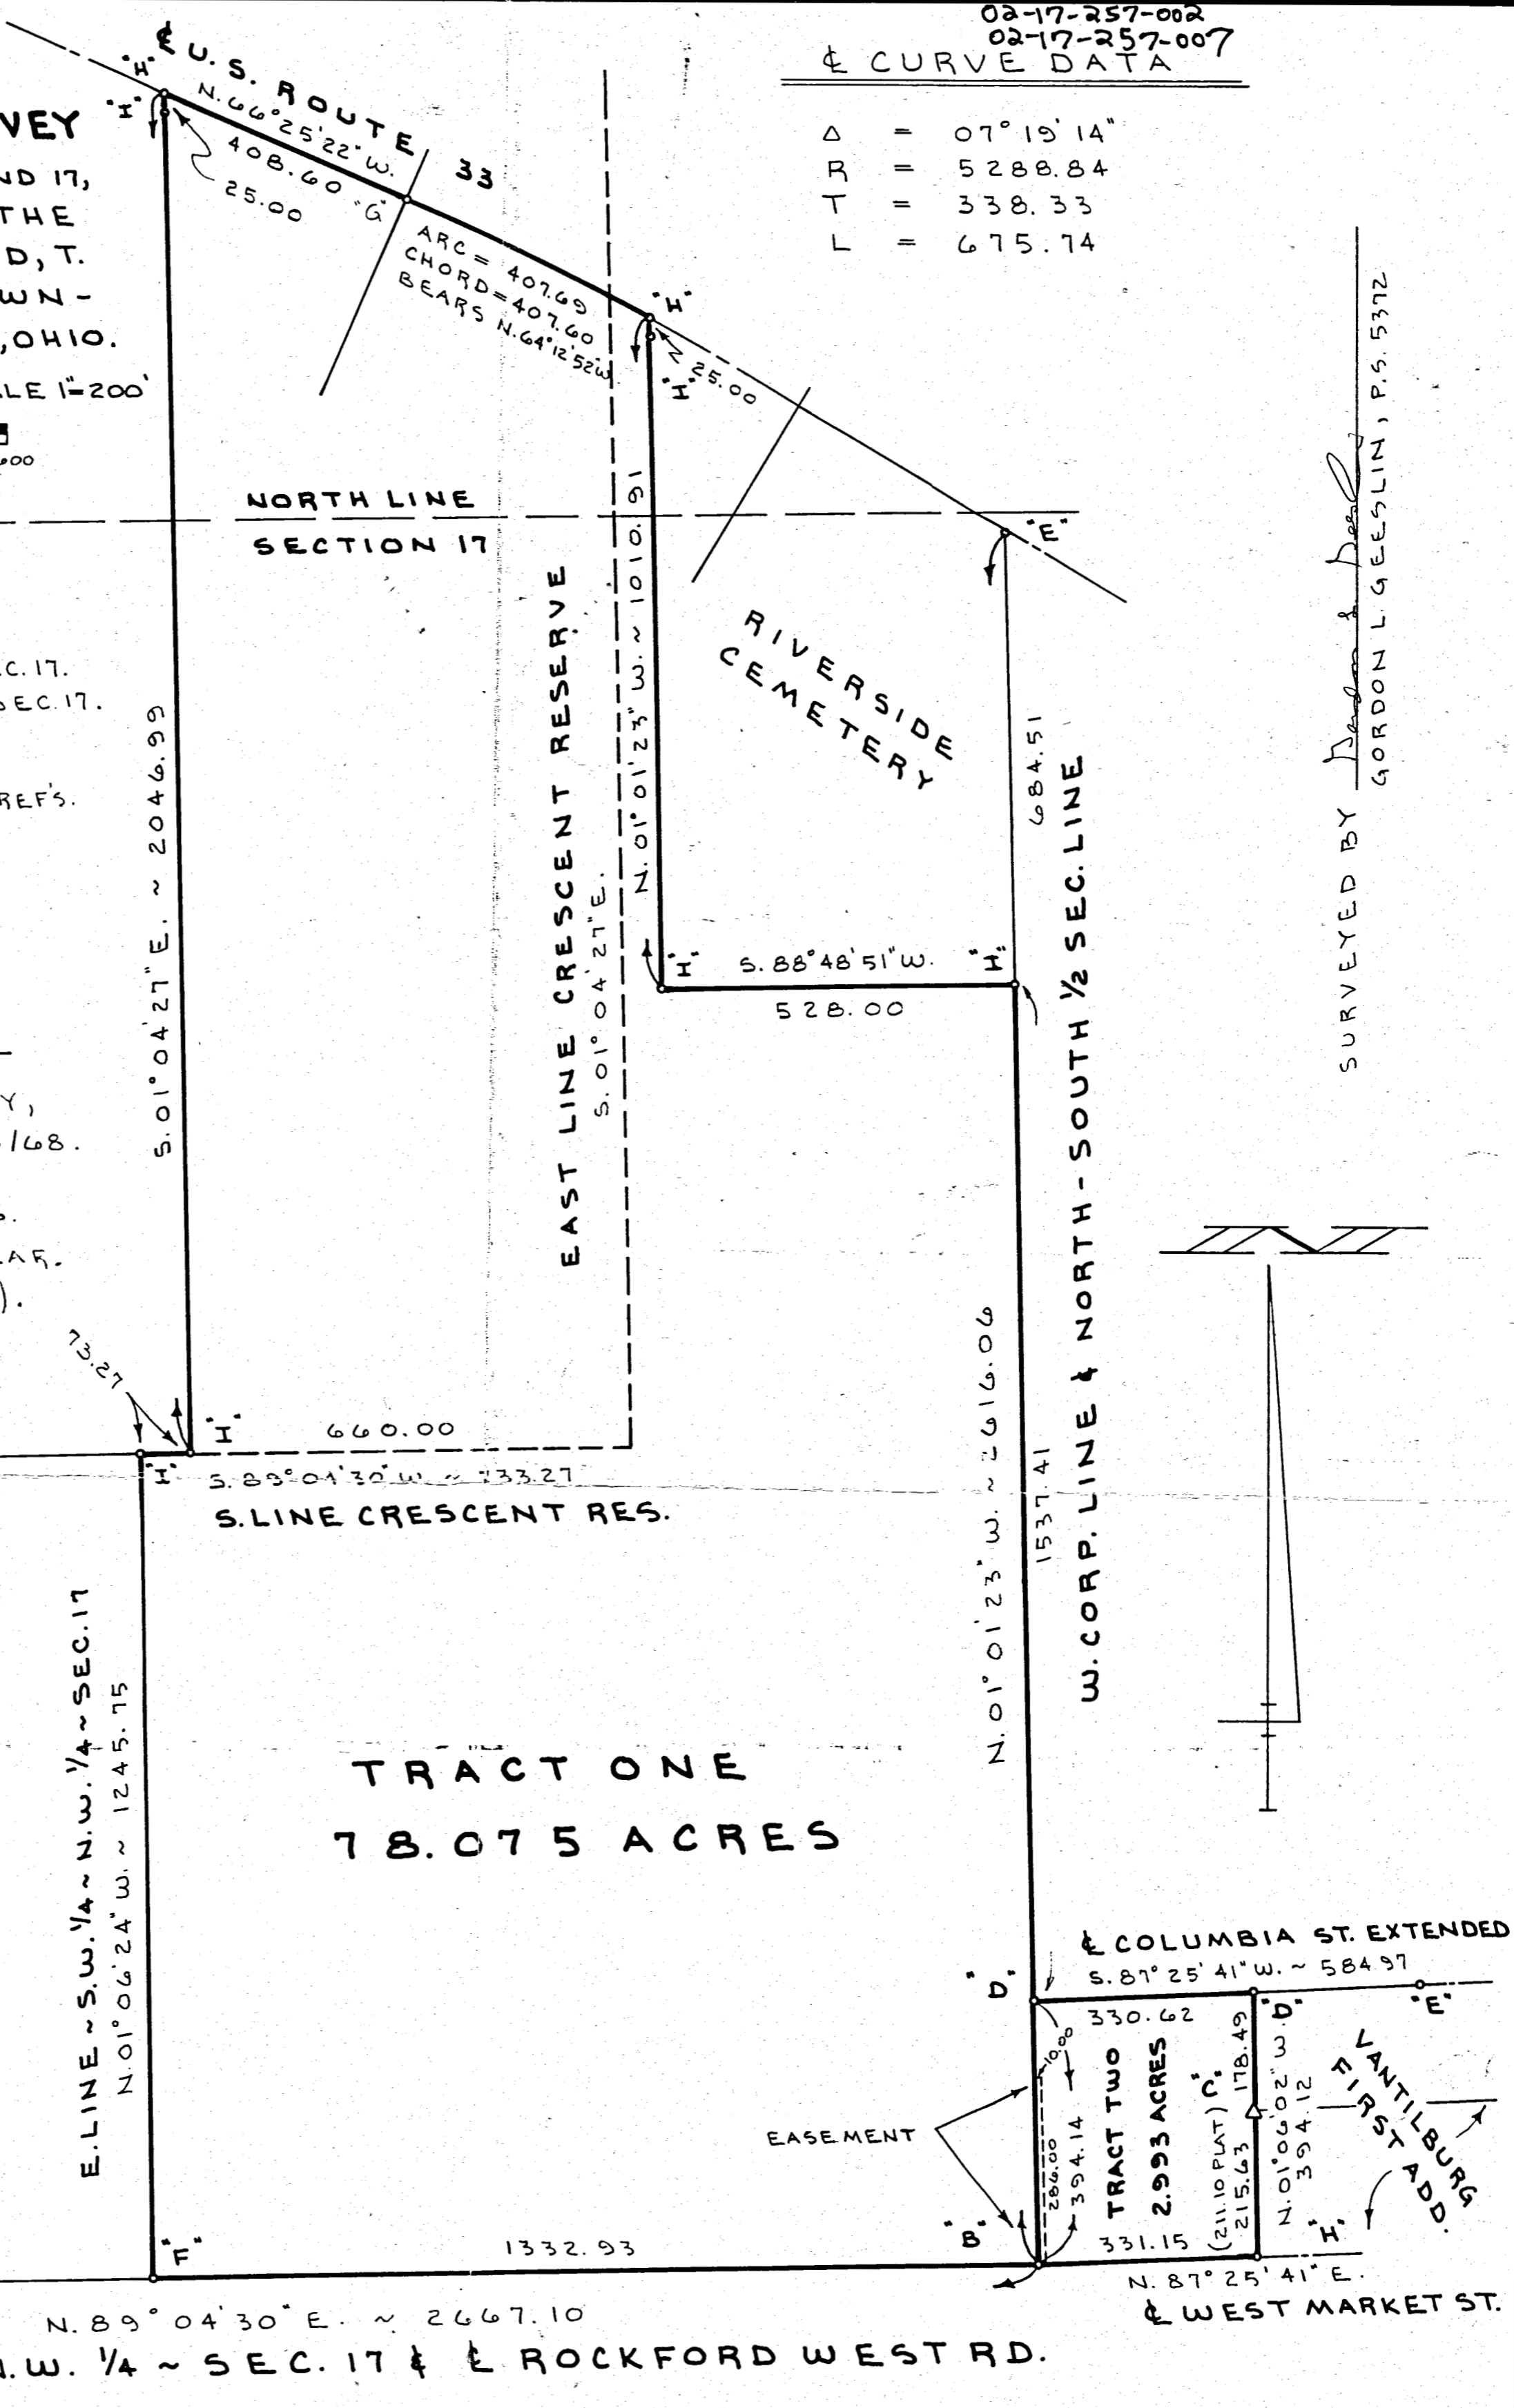 02-17-257-002
02-17-257-007
℄ CURVE DATA
Δ = 07°19'14"
R = 5288.84
T = 338.33
L = 675.74
℄ U.S. ROUTE 33
"H"
"I"
N.66°25'22"W.
408.60
"G"
25.00
ARC = 407.69
CHORD = 407.60
BEARS N.64°12'52"W
"H"
"I"
25.00
VEY
ND 17,
THE
D, T.
WN-
, OHIO.
LE 1"=200'
600
NORTH LINE
SECTION 17
"E"
RIVERSIDE
CEMETERY
C.17.
SEC.17.
REF'S.
Y,
/68.
S.
AR.
).
S.01°04'27"E. ~ 2046.99
EAST LINE CRESCENT RESERVE
S.01°04'27"E.
N.01°01'23"W. ~ 1010.91
684.51
W. CORP. LINE & NORTH-SOUTH ½ SEC. LINE
SURVEYED BY
GORDON L. GEESLIN, P.S. 5372
"I"
S.88°48'51"W.
"I"
528.00
73.27
"I"
660.00
"I"
S.89°04'30"W. ~ 733.27
S. LINE CRESCENT RES.
N.01°01'23"W. ~ 2616.06
1537.41
E. LINE ~ S.W. ¼ ~ N.W. ¼ ~ SEC. 17
N.01°06'24"W. ~ 1245.75
TRACT ONE
78.075 ACRES
℄ COLUMBIA ST. EXTENDED
S.87°25'41"W. ~ 584.97
"D"
330.62
"D"
"E"
10.00
EASEMENT
286.00
394.14
TRACT TWO
2.993 ACRES
"C"
178.49
(211.10 PLAT)
215.63
N.01°06'02"W.
394.12
VANTILBURG
FIRST ADD.
"B"
331.15
"H"
"F"
1332.93
N.87°25'41"E.
℄ WEST MARKET ST.
N.89°04'30"E. ~ 2667.10
N.W. ¼ ~ SEC. 17 & ℄ ROCKFORD WEST RD.